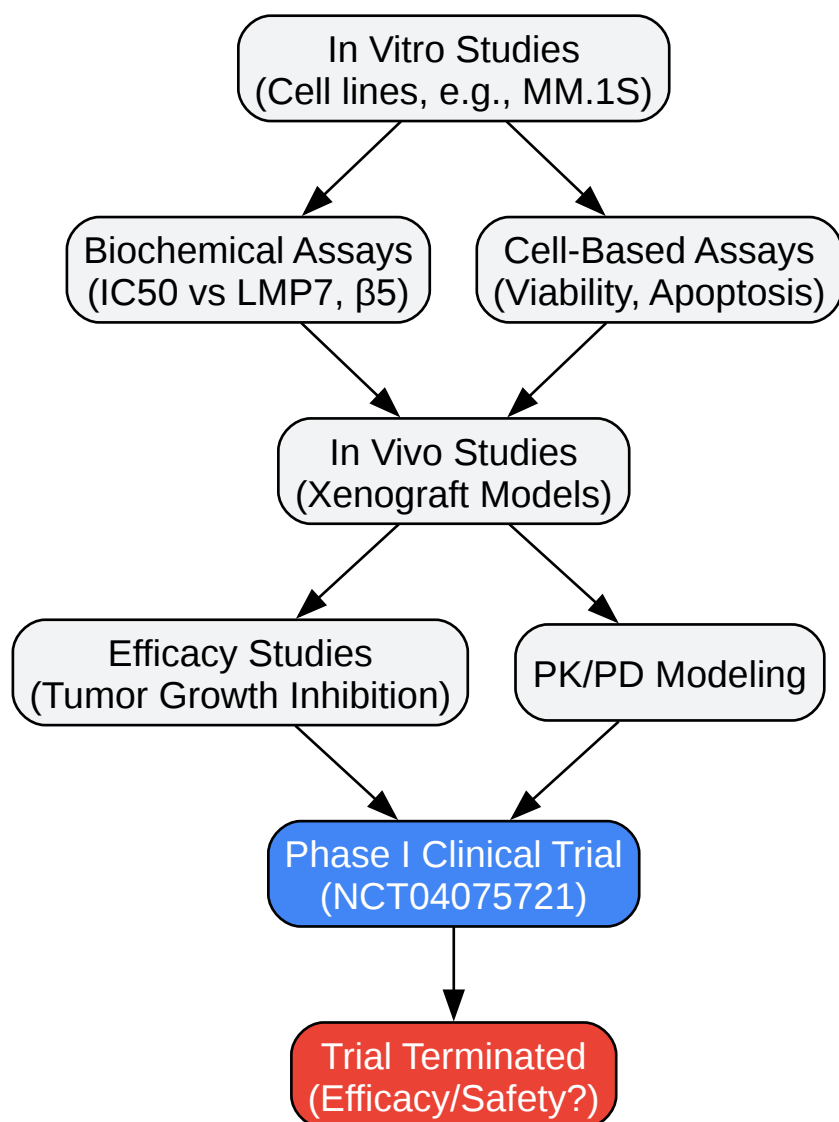 In Vitro Studies
(Cell lines, e.g., MM.1S)
Biochemical Assays
(IC50 vs LMP7, β5)
Cell-Based Assays
(Viability, Apoptosis)
In Vivo Studies
(Xenograft Models)
Efficacy Studies
(Tumor Growth Inhibition)
PK/PD Modeling
Phase I Clinical Trial
(NCT04075721)
Trial Terminated
(Efficacy/Safety?)